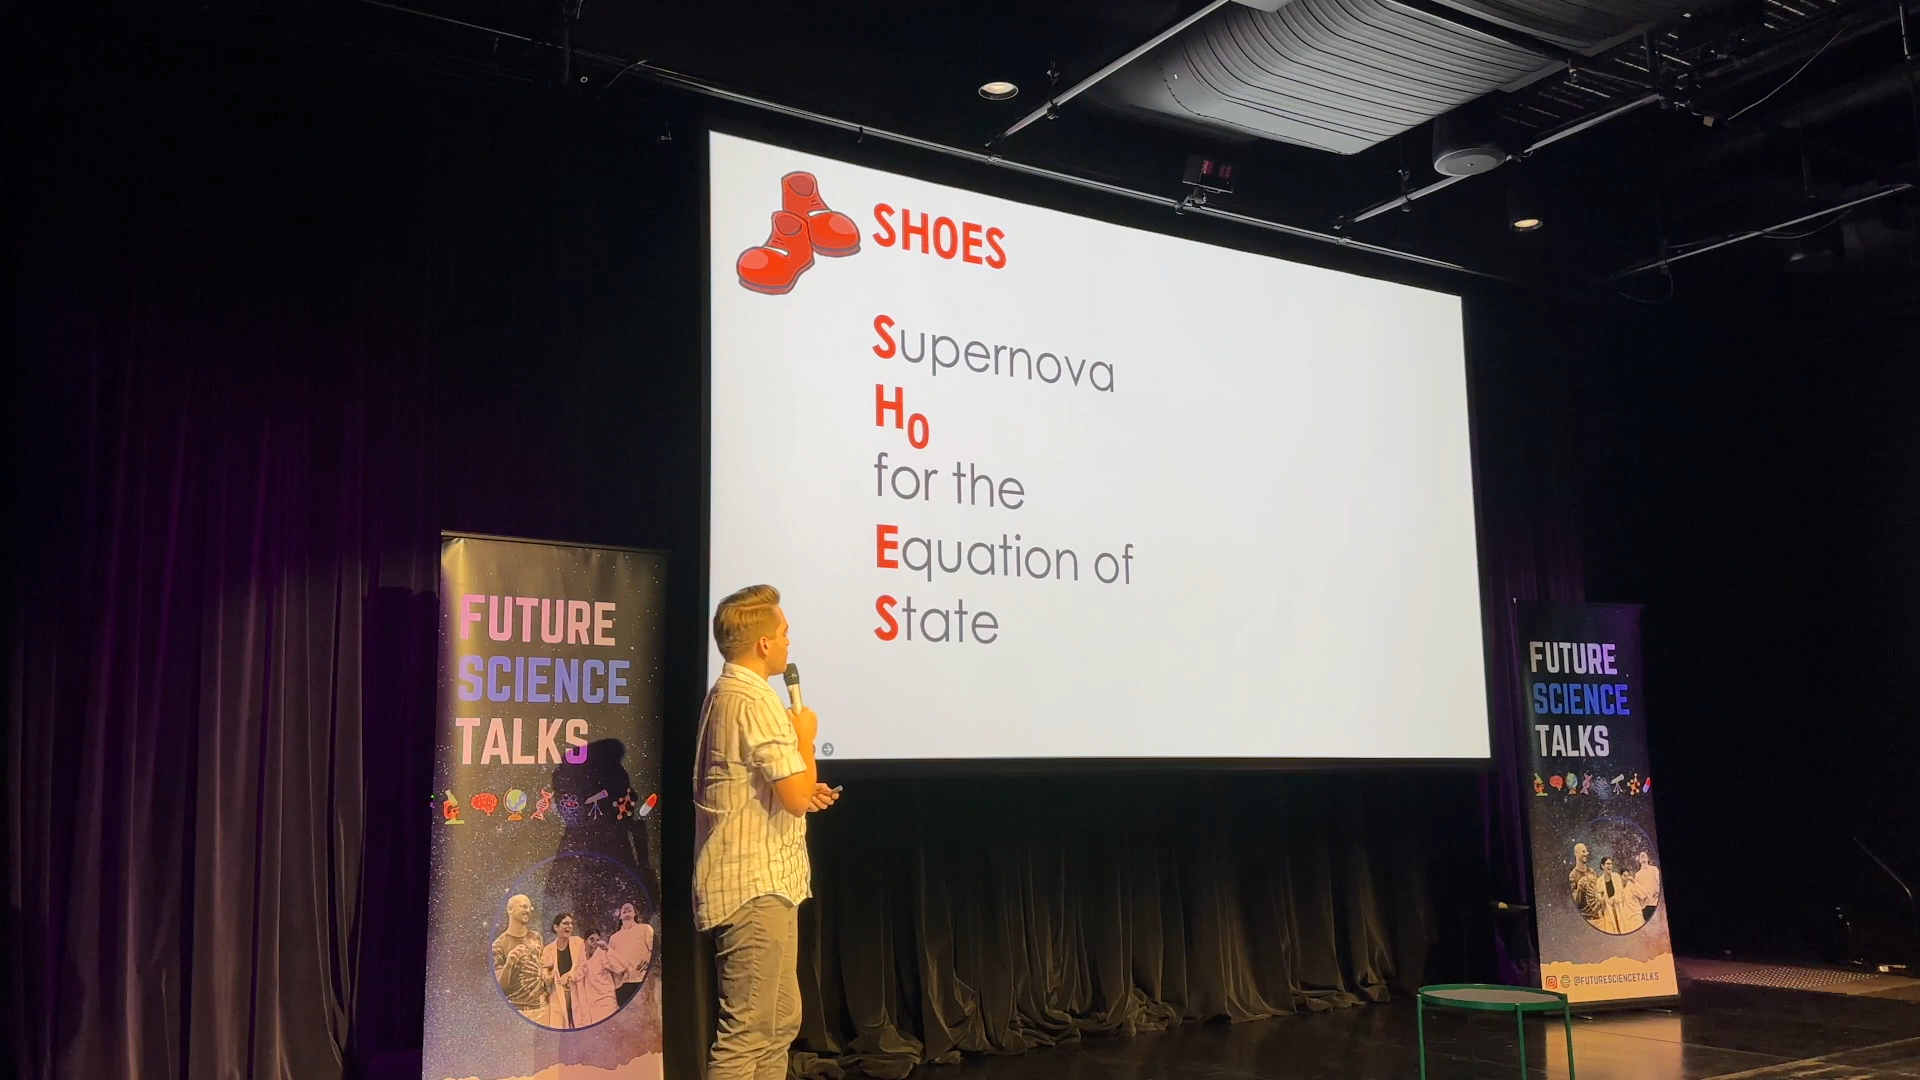 SHOES
Supernova
H0
for the
Equation of
State
FUTURE
SCIENCE
TALKS
FUTURE
SCIENCE
TALKS
@FUTURESCIENCETALKS